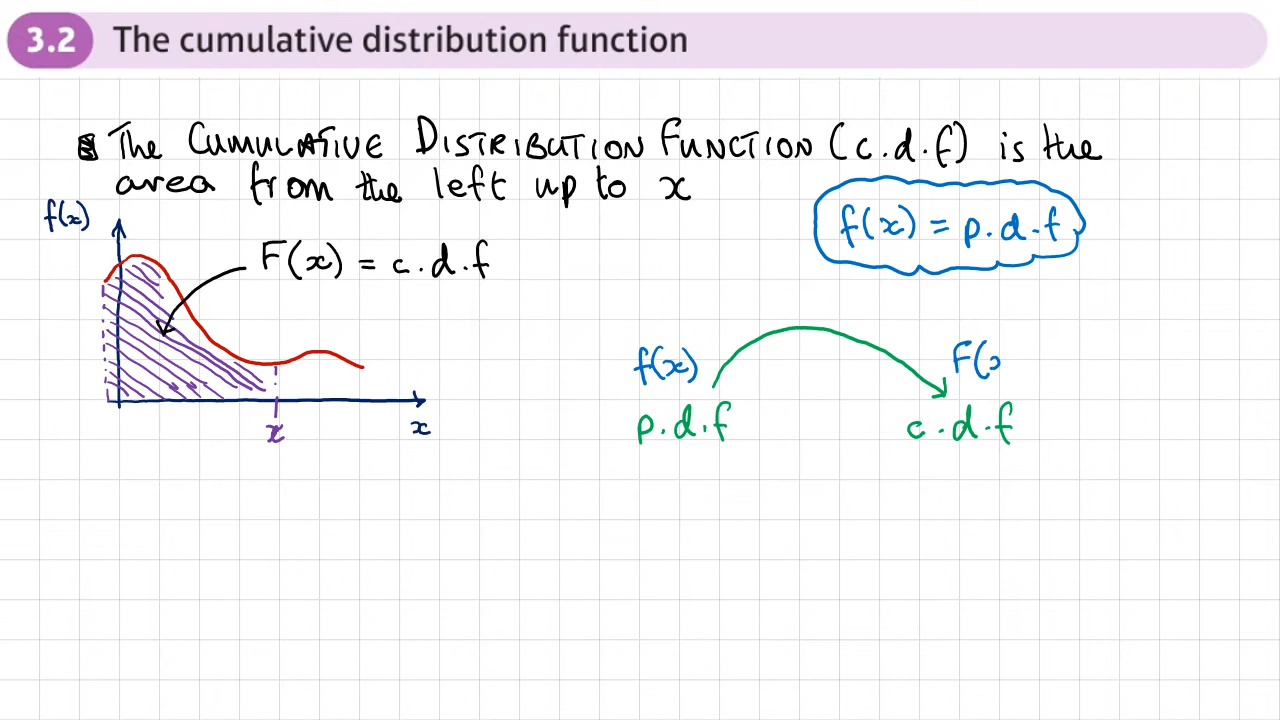 3.2 The cumulative distribution function
The CUMULATIVE DISTRIBUTION FUNCTION (c.d.f) is the
area from the left up to x
f(x)
f(x) = p.d.f
F(x) = c.d.f
f(x)
F(x
p.d.f
c.d.f
x
x